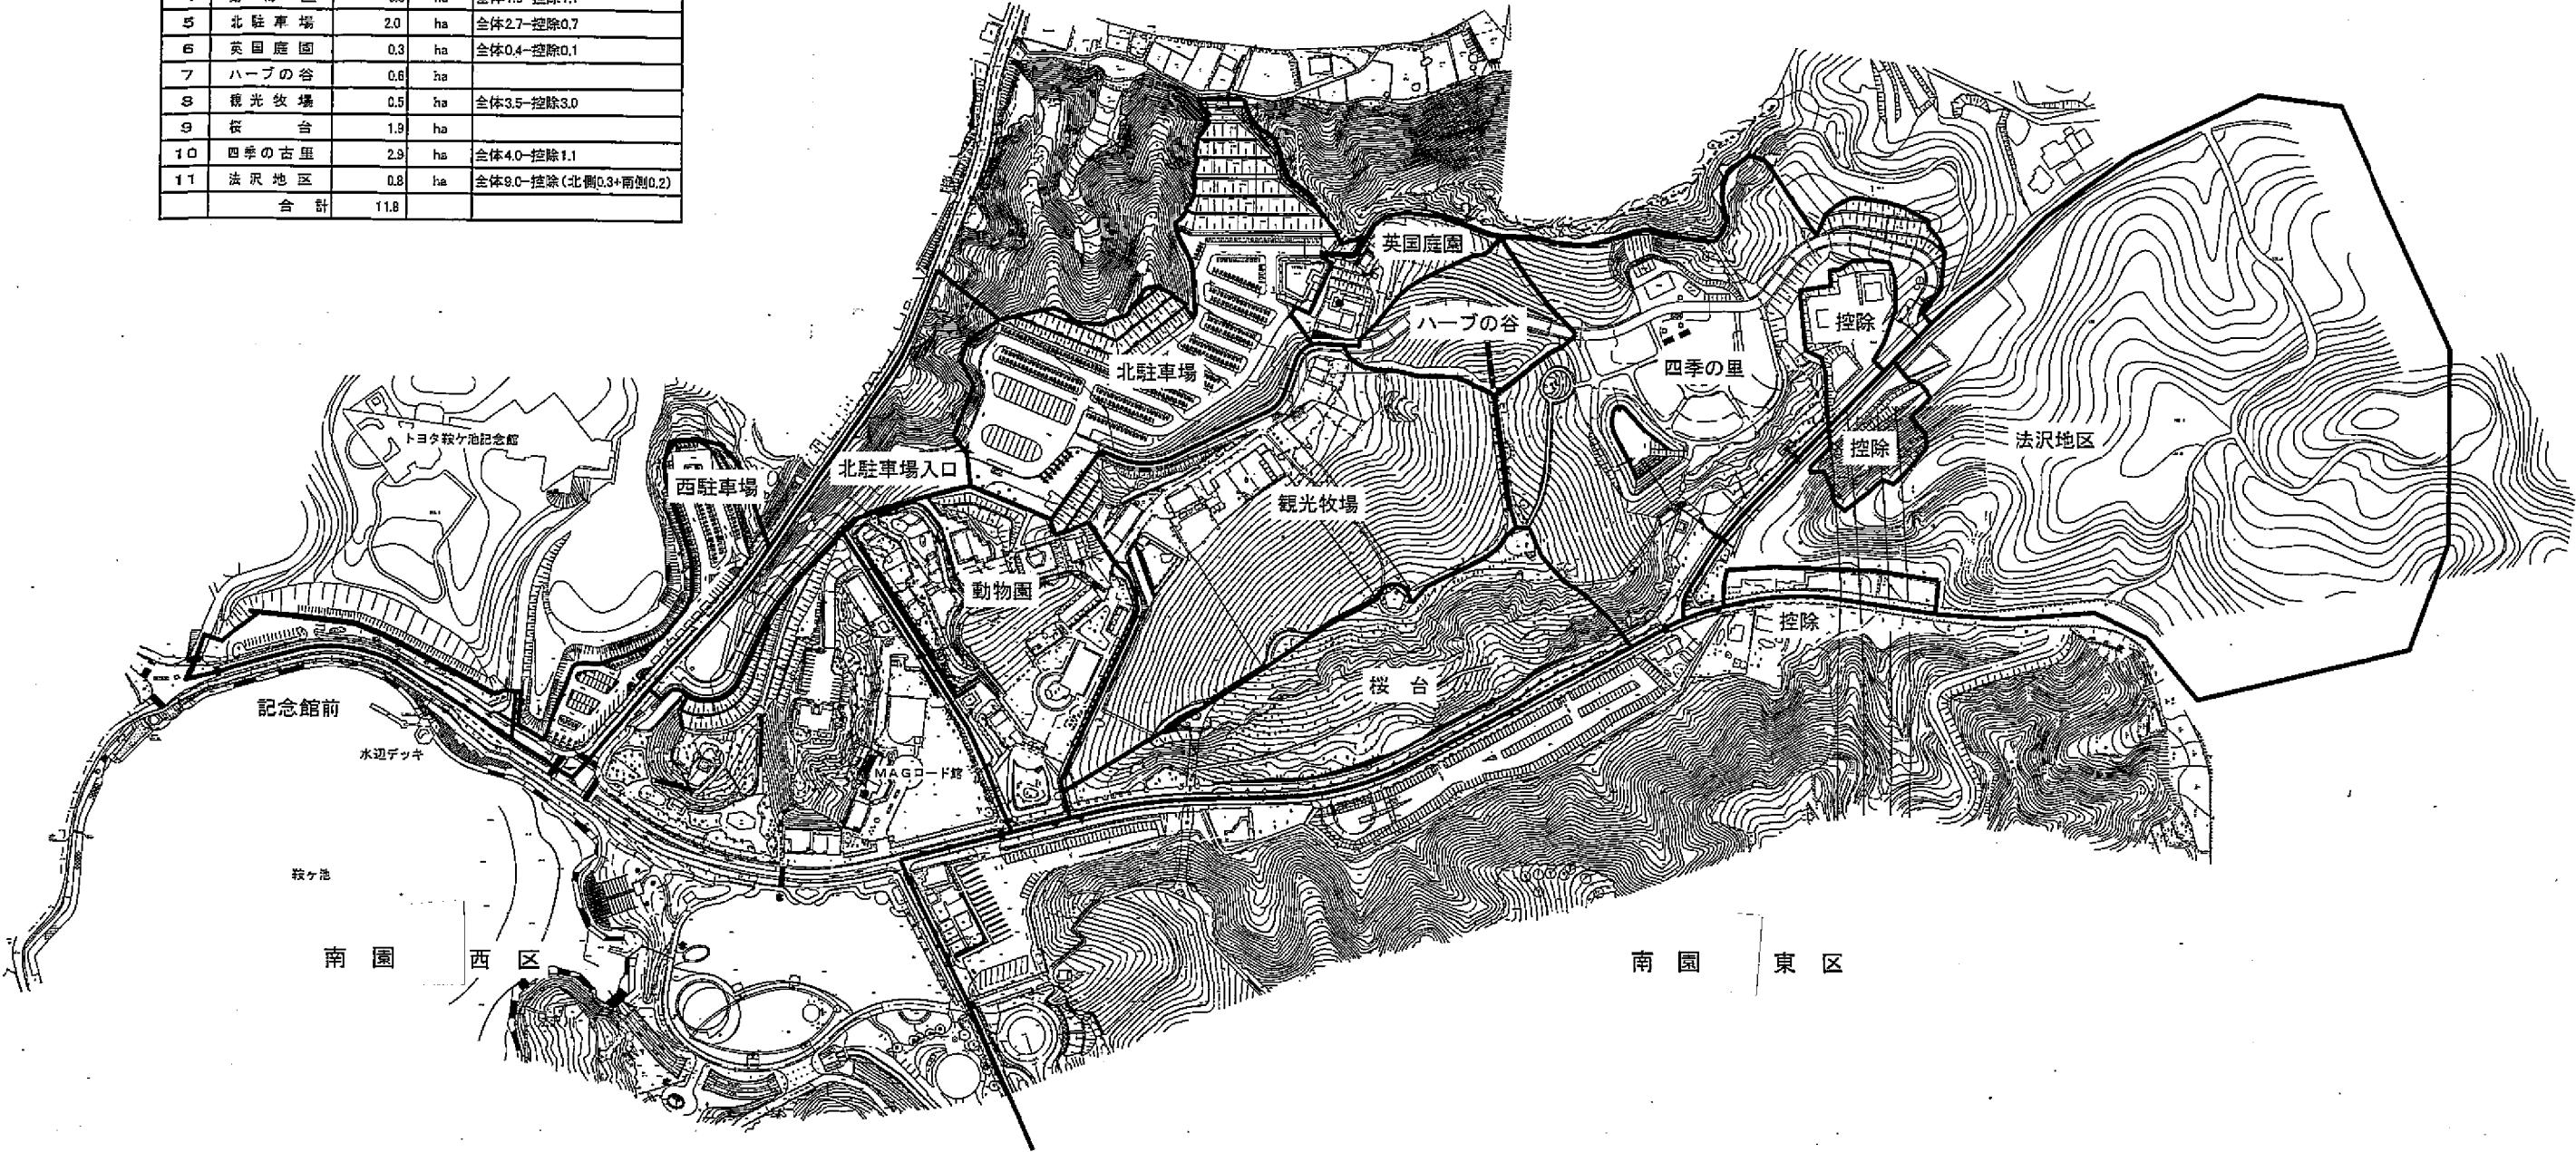 5 北駐車場 2.0 ha 全体2.7-控除0.7
6 英国庭園 0.3 ha 全体0.4-控除0.1
7 ハーブの谷 0.6 ha
8 観光牧場 0.5 ha 全体3.5-控除3.0
9 桜台 1.9 ha
10 四季の古里 2.9 ha 全体4.0-控除1.1
11 法沢地区 0.8 ha 全体9.0-控除(北側0.3+南側0.2)
合計 11.8
英国庭園
ハーブの谷
控除
北駐車場
四季の里
トヨタ鞍ケ池記念館
控除
法沢地区
北駐車場入口
西駐車場
観光牧場
動物園
控除
桜 台
記念館前
水辺デッキ
MAGロード館
鞍ヶ池
南園 西区
南園 東区